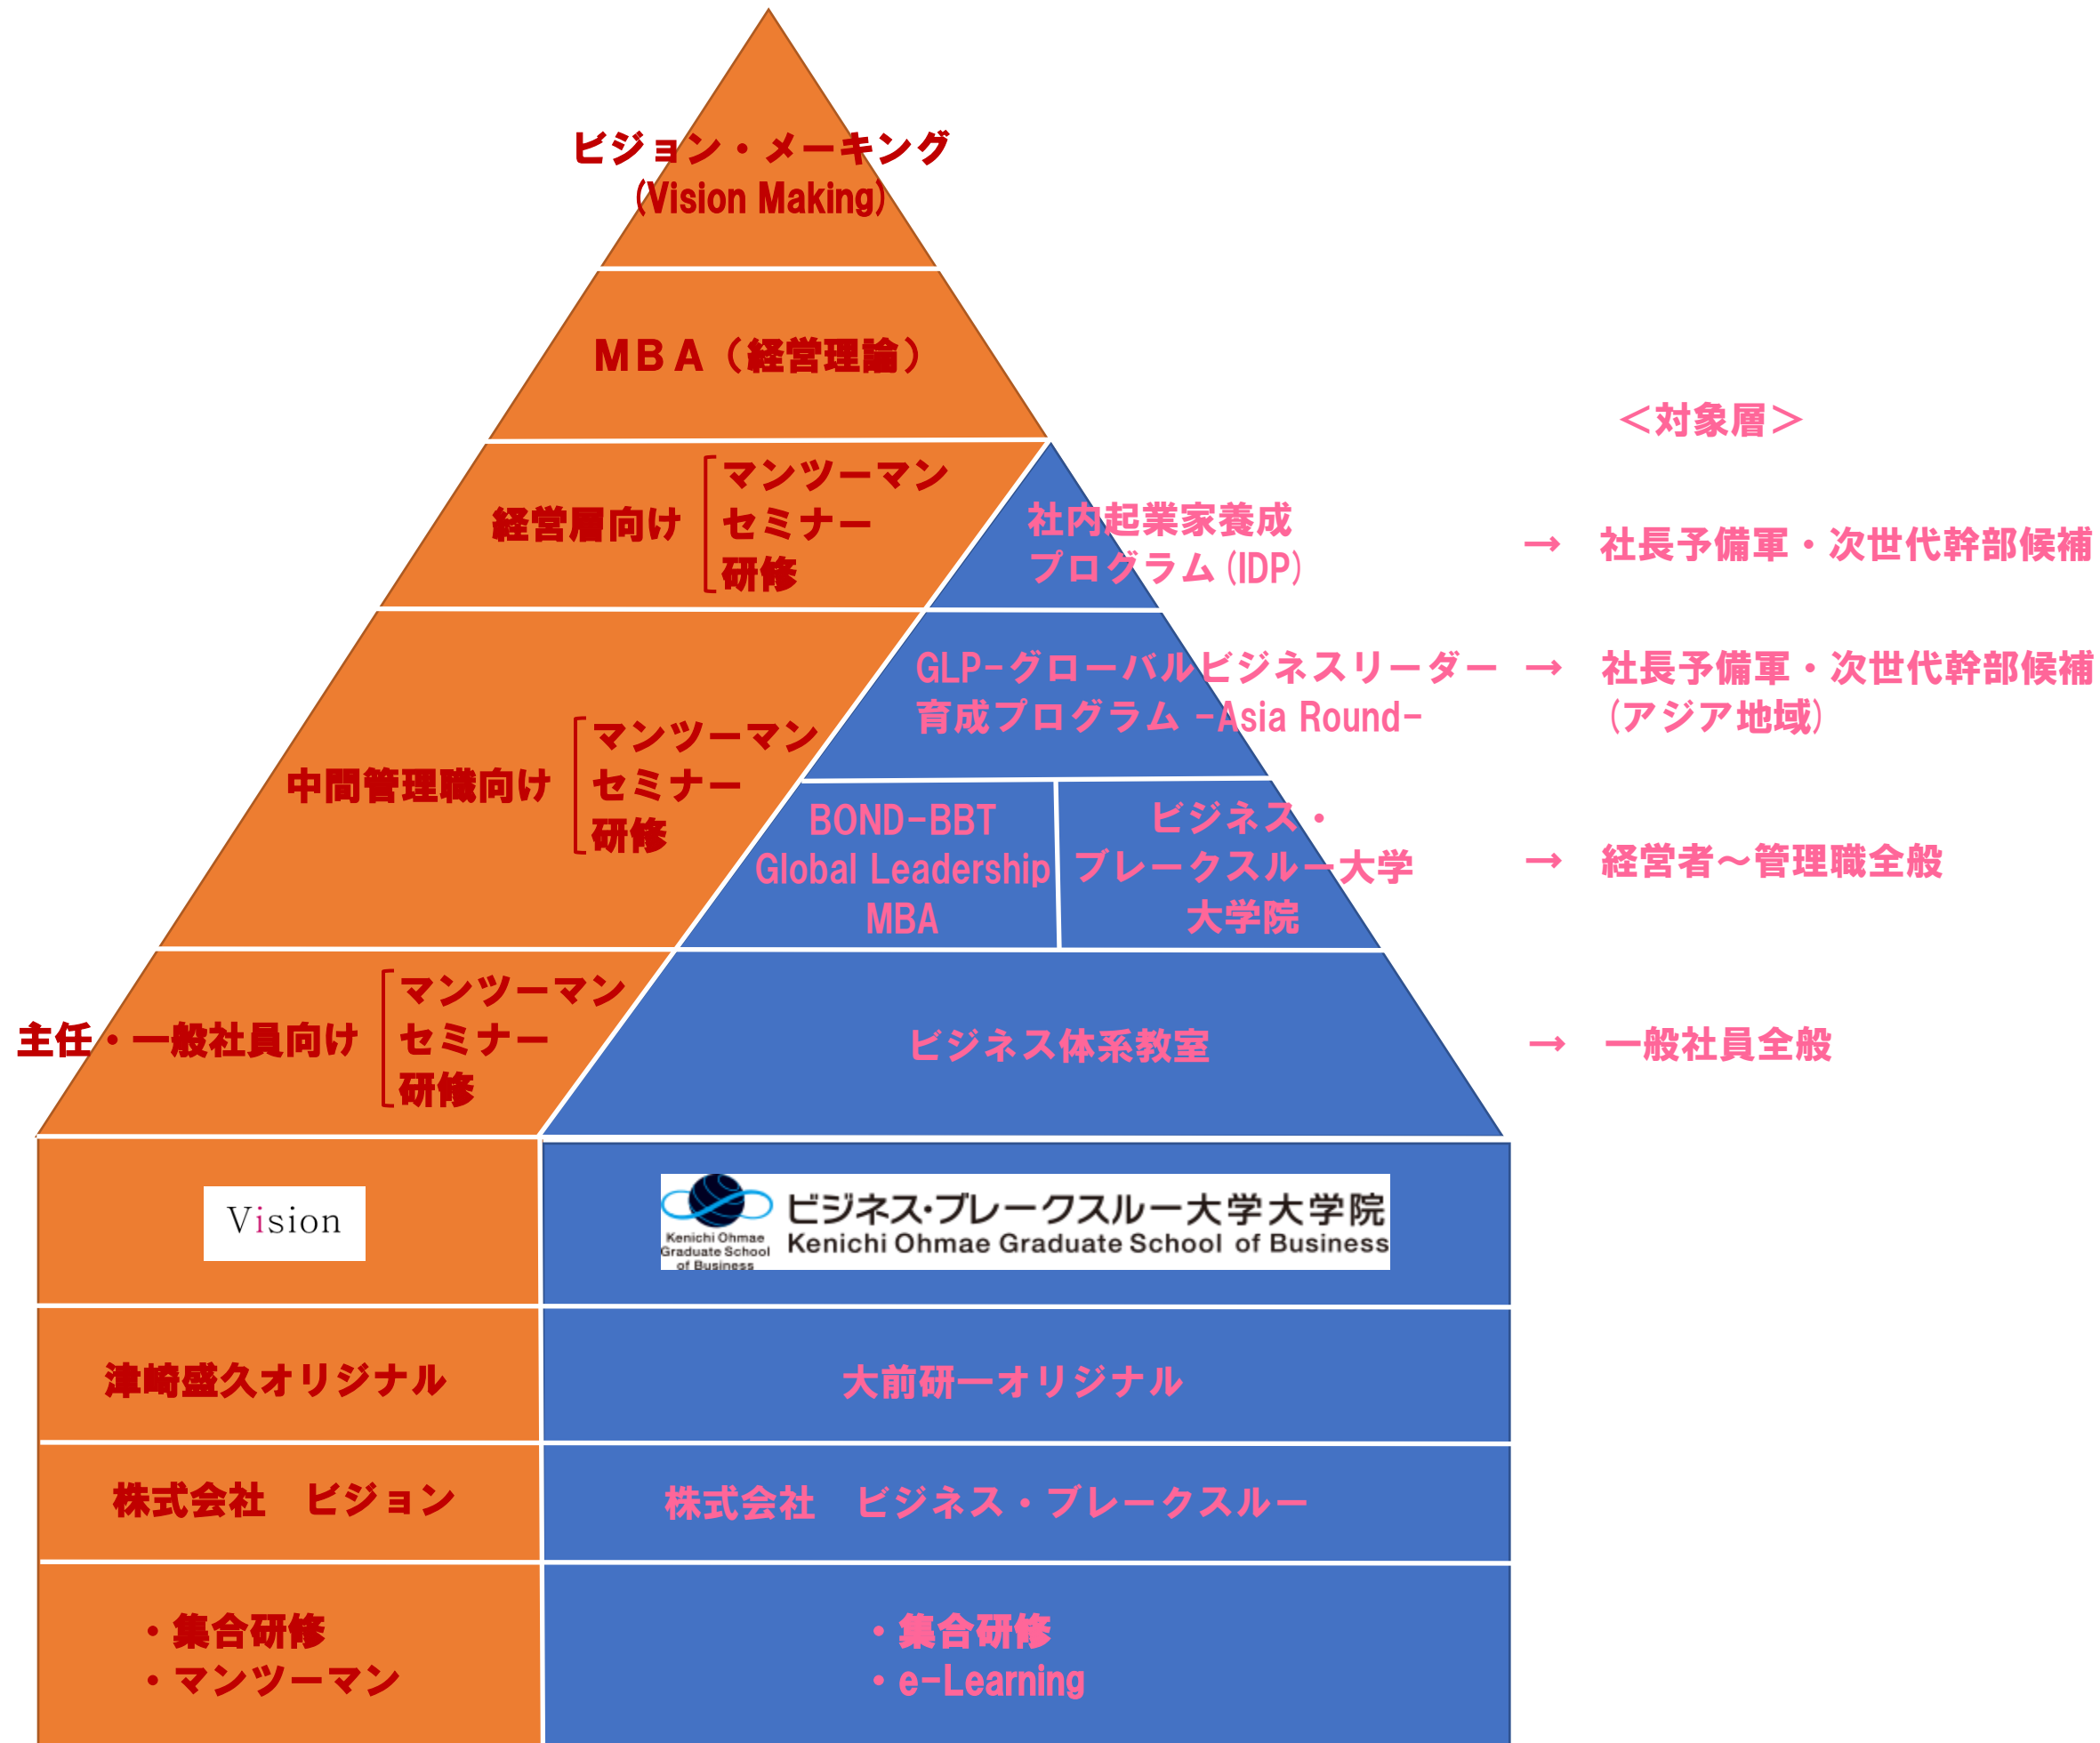 ビジョン・メーキング
(Vision Making)
ＭＢＡ（経営理論）
＜対象層＞
経営層向け
マンツーマン
セミナー
研修
社内起業家養成
プログラム(IDP)
→ 社長予備軍・次世代幹部候補
GLP-グローバルビジネスリーダー
育成プログラム -Asia Round-
→ 社長予備軍・次世代幹部候補
(アジア地域)
中間管理職向け
マンツーマン
セミナー
研修
BOND-BBT
Global Leadership
MBA
ビジネス・
ブレークスルー大学
大学院
→ 経営者～管理職全般
主任・一般社員向け
マンツーマン
セミナー
研修
ビジネス体系教室
→ 一般社員全般
Vision
Kenichi Ohmae
Graduate School
of Business
ビジネス・ブレークスルー大学大学院
Kenichi Ohmae Graduate School of Business
津崎盛久オリジナル
大前研一オリジナル
株式会社　ビジョン
株式会社　ビジネス・ブレークスルー
・集合研修
・マンツーマン
・集合研修
・e-Learning